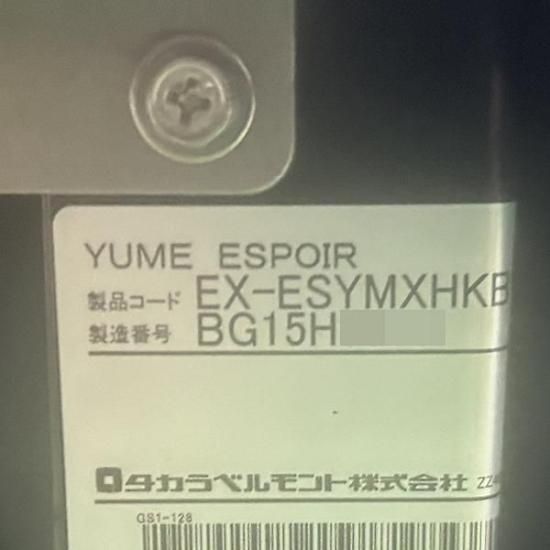 YUME ESPOIR
製品コード EX-ESYMXHKB
製造番号 BG15H
タカラベルモント株式会社
GS1-128